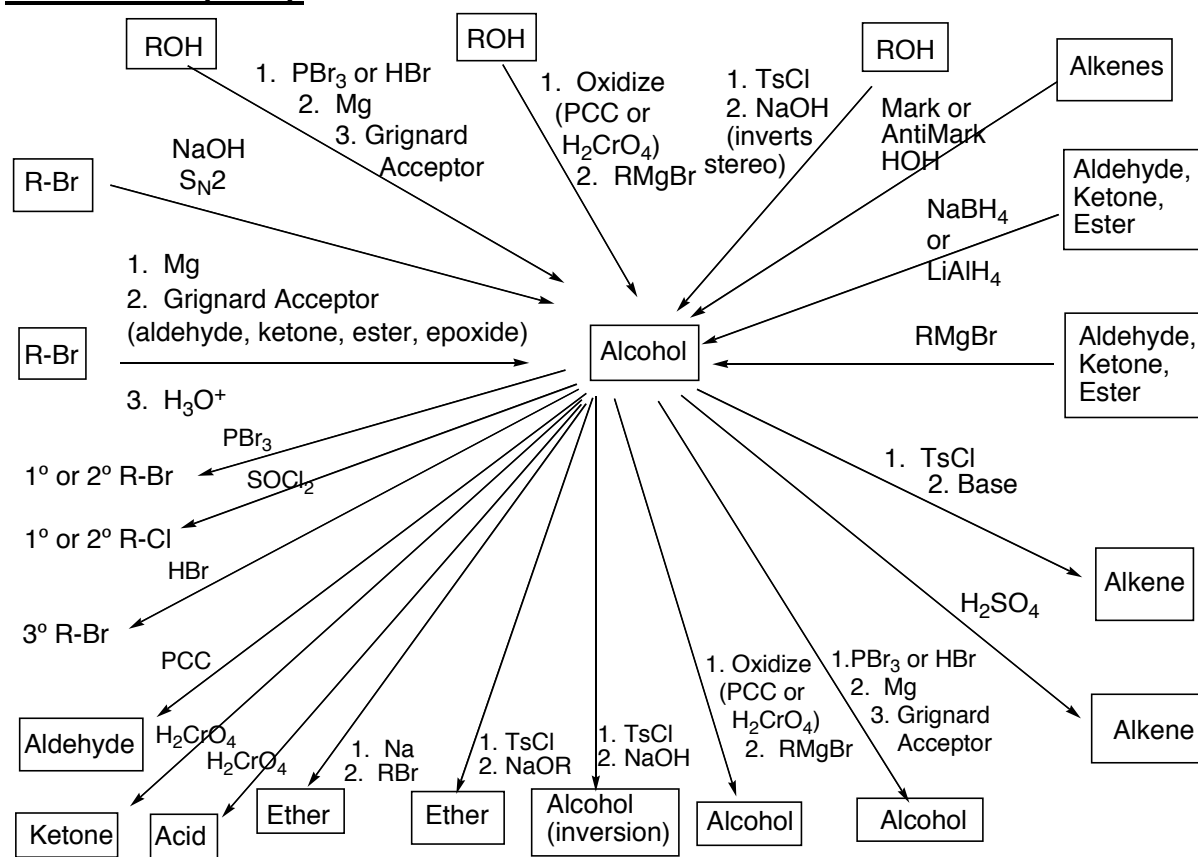 ROH
1. PBr3 or HBr
2. Mg
3. Grignard
Acceptor
ROH
1. Oxidize
(PCC or
H2CrO4)
2. RMgBr
ROH
1. TsCl
2. NaOH
(inverts
stereo)
Alkenes
Mark or
AntiMark
HOH
R-Br
NaOH
SN2
Aldehyde,
Ketone,
Ester
NaBH4
or
LiAlH4
R-Br
1. Mg
2. Grignard Acceptor
(aldehyde, ketone, ester, epoxide)
3. H3O+
Alcohol
RMgBr
Aldehyde,
Ketone,
Ester
PBr3
1º or 2º R-Br
SOCl2
1º or 2º R-Cl
HBr
3º R-Br
PCC
Aldehyde
H2CrO4
Ketone
H2CrO4
Acid
1. Na
2. RBr
Ether
1. TsCl
2. NaOR
Ether
1. TsCl
2. NaOH
Alcohol
(inversion)
1. Oxidize
(PCC or
H2CrO4)
2. RMgBr
Alcohol
1.PBr3 or HBr
2. Mg
3. Grignard
Acceptor
Alcohol
1. TsCl
2. Base
Alkene
H2SO4
Alkene